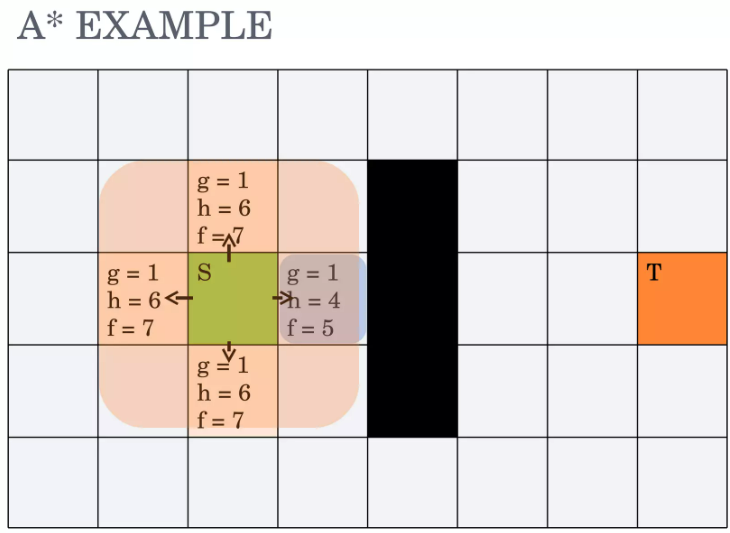 A* EXAMPLE
g = 1
h = 6
f = 7
g = 1
h = 6
f = 7
S
g = 1
h = 4
f = 5
T
g = 1
h = 6
f = 7